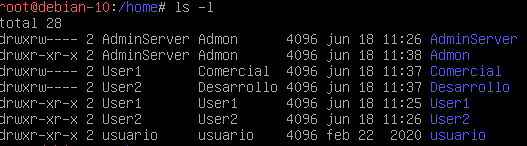 root@debian-10:/home# ls -l
total 28
drwxrw---- 2 AdminServer Admon 4096 jun 18 11:26 AdminServer
drwxr-xr-x 2 AdminServer Admon 4096 jun 18 11:38 Admon
drwxrw---- 2 User1 Comercial 4096 jun 18 11:37 Comercial
drwxrw---- 2 User2 Desarrollo 4096 jun 18 11:37 Desarrollo
drwxr-xr-x 2 User1 User1 4096 jun 18 11:25 User1
drwxr-xr-x 2 User2 User2 4096 jun 18 11:26 User2
drwxr-xr-x 2 usuario usuario 4096 feb 22 2020 usuario